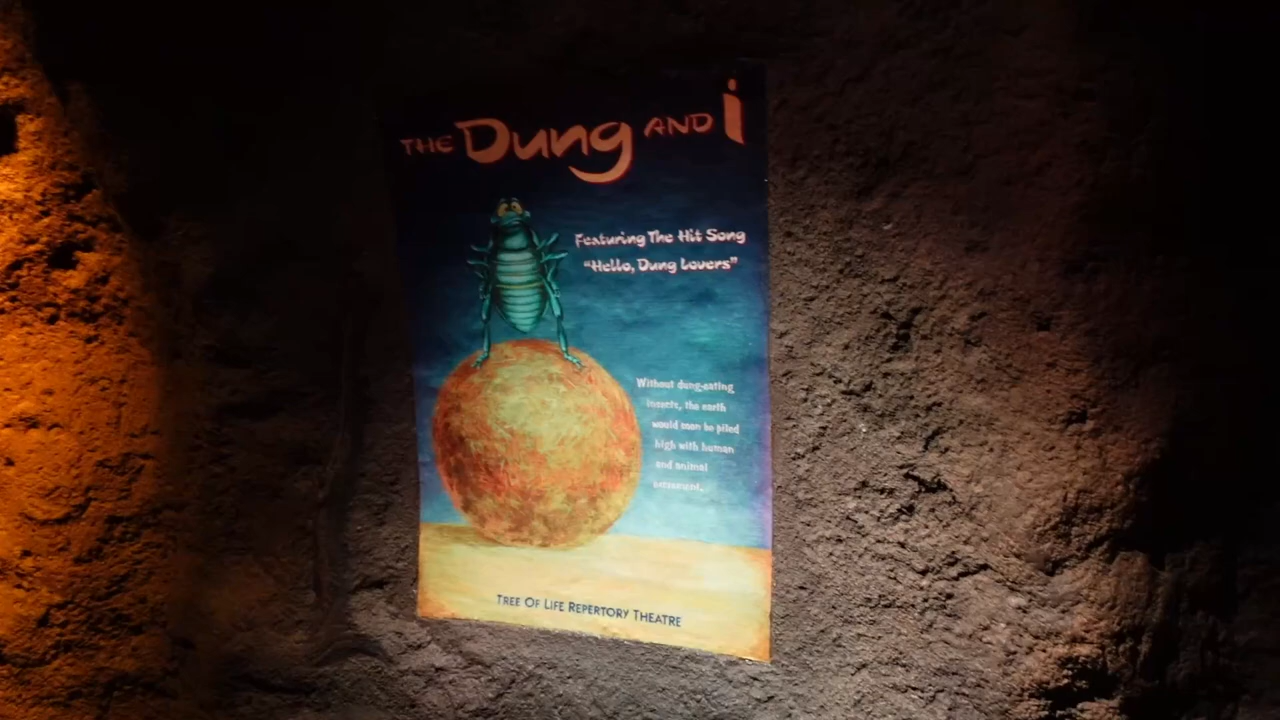 THE Dung AND i
Featuring The Hit Song
"Hello, Dung Lovers"
Without dung-eating
insects, the earth
would soon be piled
high with human
and animal
excrement.
TREE OF LIFE REPERTORY THEATRE